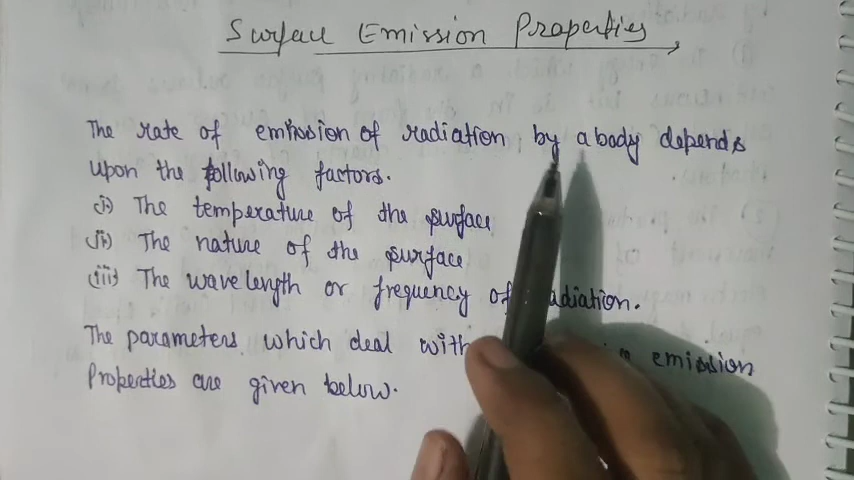 Surface Emission Properties
The rate of emission of radiation by a body depends
upon the following factors.
(i) The temperature of the surface
(ii) The nature of the surface
(iii) The wavelength or frequency of radiation.
The parameters which deal with emission
Properties are given below.